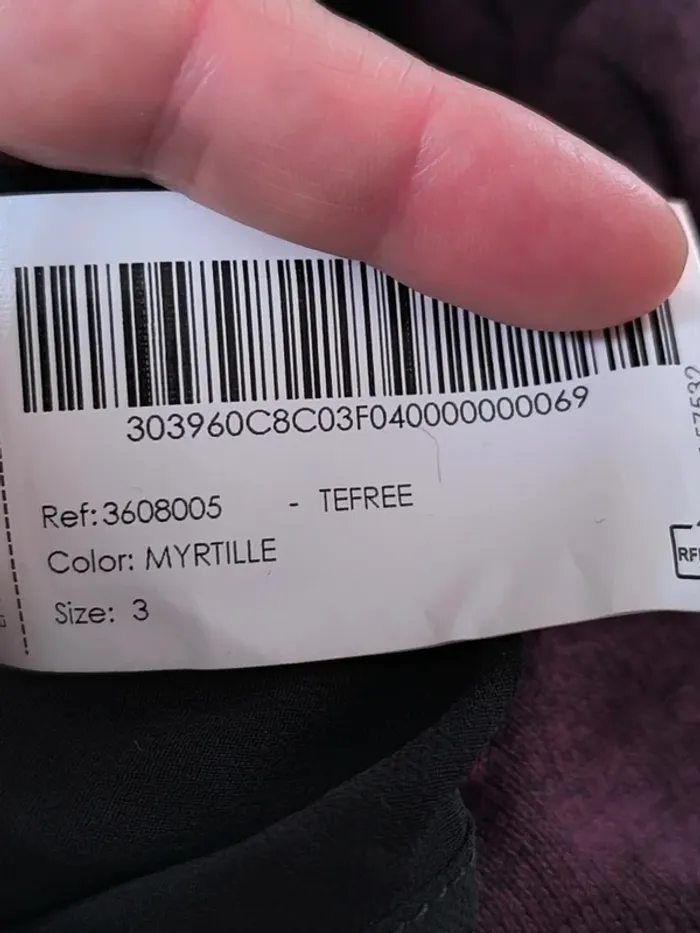 303960C8C03F040000000069
Ref:3608005 - TEFREE
Color: MYRTILLE
Size: 3